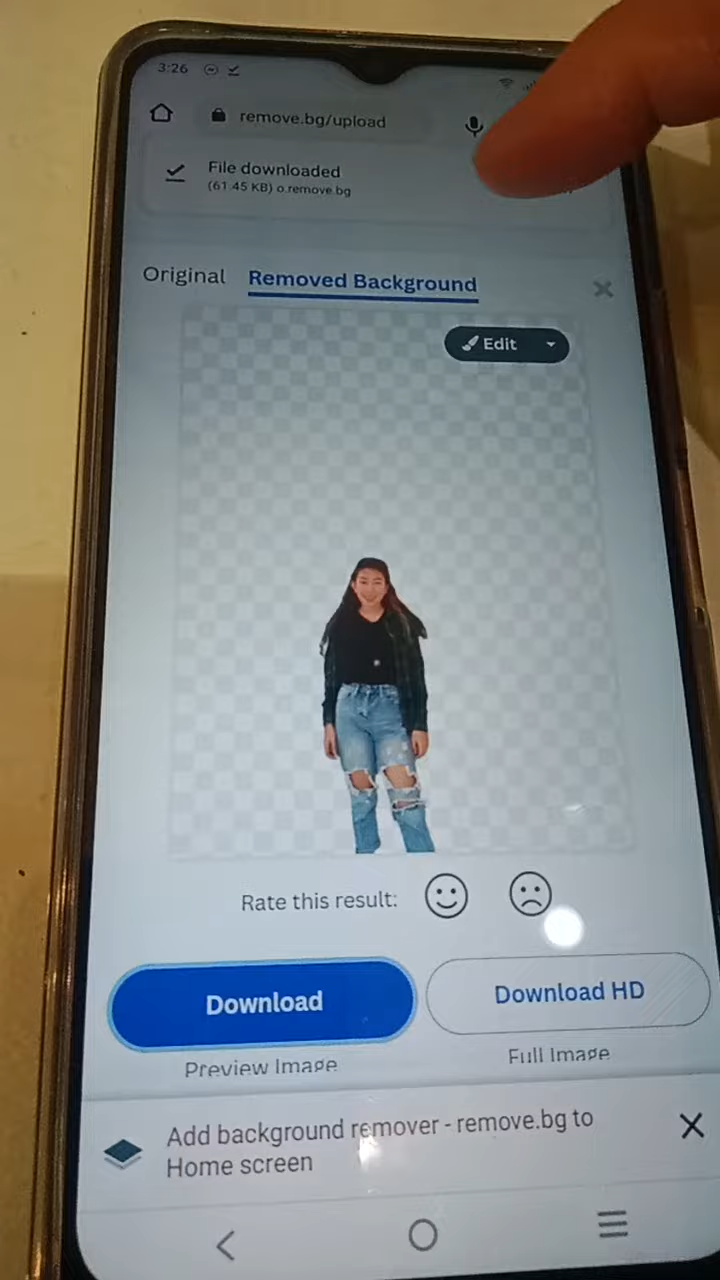 3:26
remove.bg/upload
File downloaded
(61.45 KB) o.remove.bg
Original
Removed Background
Edit
Rate this result:
Download
Download HD
Preview Image
Full Image
Add background remover - remove.bg to
Home screen